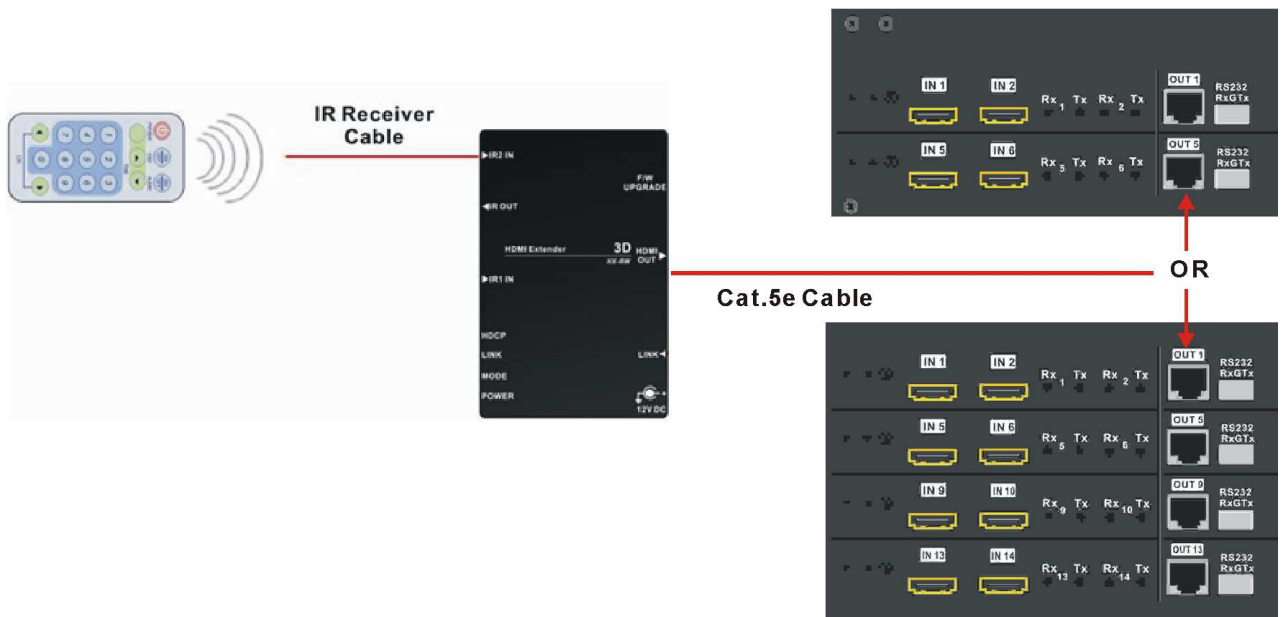 IR Receiver
Cable
IR2 IN
F/W
UPGRADE
IR OUT
HDMI Extender
3D
HDMI
OUT
IR1 IN
HDCP
LINK
LINK
MODE
POWER
12V DC
Cat.5e Cable
OR
IN 1 IN 2 Rx 1 Tx Rx 2 Tx OUT 1 RS232
RxGTx
IN 5 IN 6 Rx 5 Tx Rx 6 Tx OUT 5 RS232
RxGTx
IN 1 IN 2 Rx 1 Tx Rx 2 Tx OUT 1 RS232
RxGTx
IN 5 IN 6 Rx 5 Tx Rx 6 Tx OUT 5 RS232
RxGTx
IN 9 IN 10 Rx 9 Tx Rx 10 Tx OUT 9 RS232
RxGTx
IN 13 IN 14 Rx 13 Tx Rx 14 Tx OUT 13 RS232
RxGTx